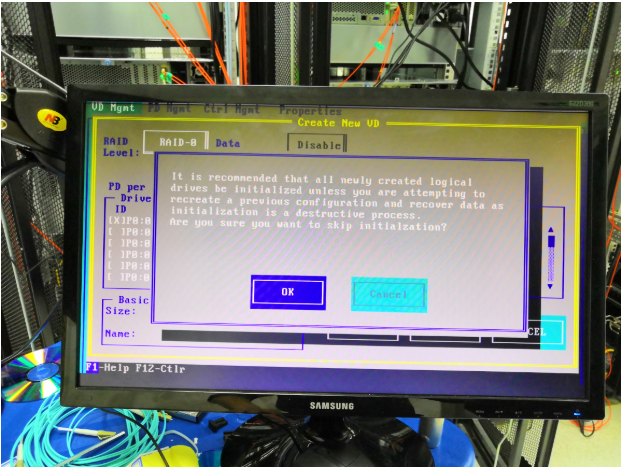 VD Mgmt PD Mgmt Ctrl Mgmt Properties
Create New VD
RAID Level: RAID-0 Data Disable
PD per
Drive
ID
[X]P0:0
[ ]P0:0
[ ]P0:0
[ ]P0:0
[ ]P0:0
It is recommended that all newly created logical
drives be initialized unless you are attempting to
recreate a previous configuration and recover data as
initialization is a destructive process.
Are you sure you want to skip initialzation?
OK Cancel
Basic
Size:
Name:
CEL
F1-Help F12-Ctlr
SAMSUNG